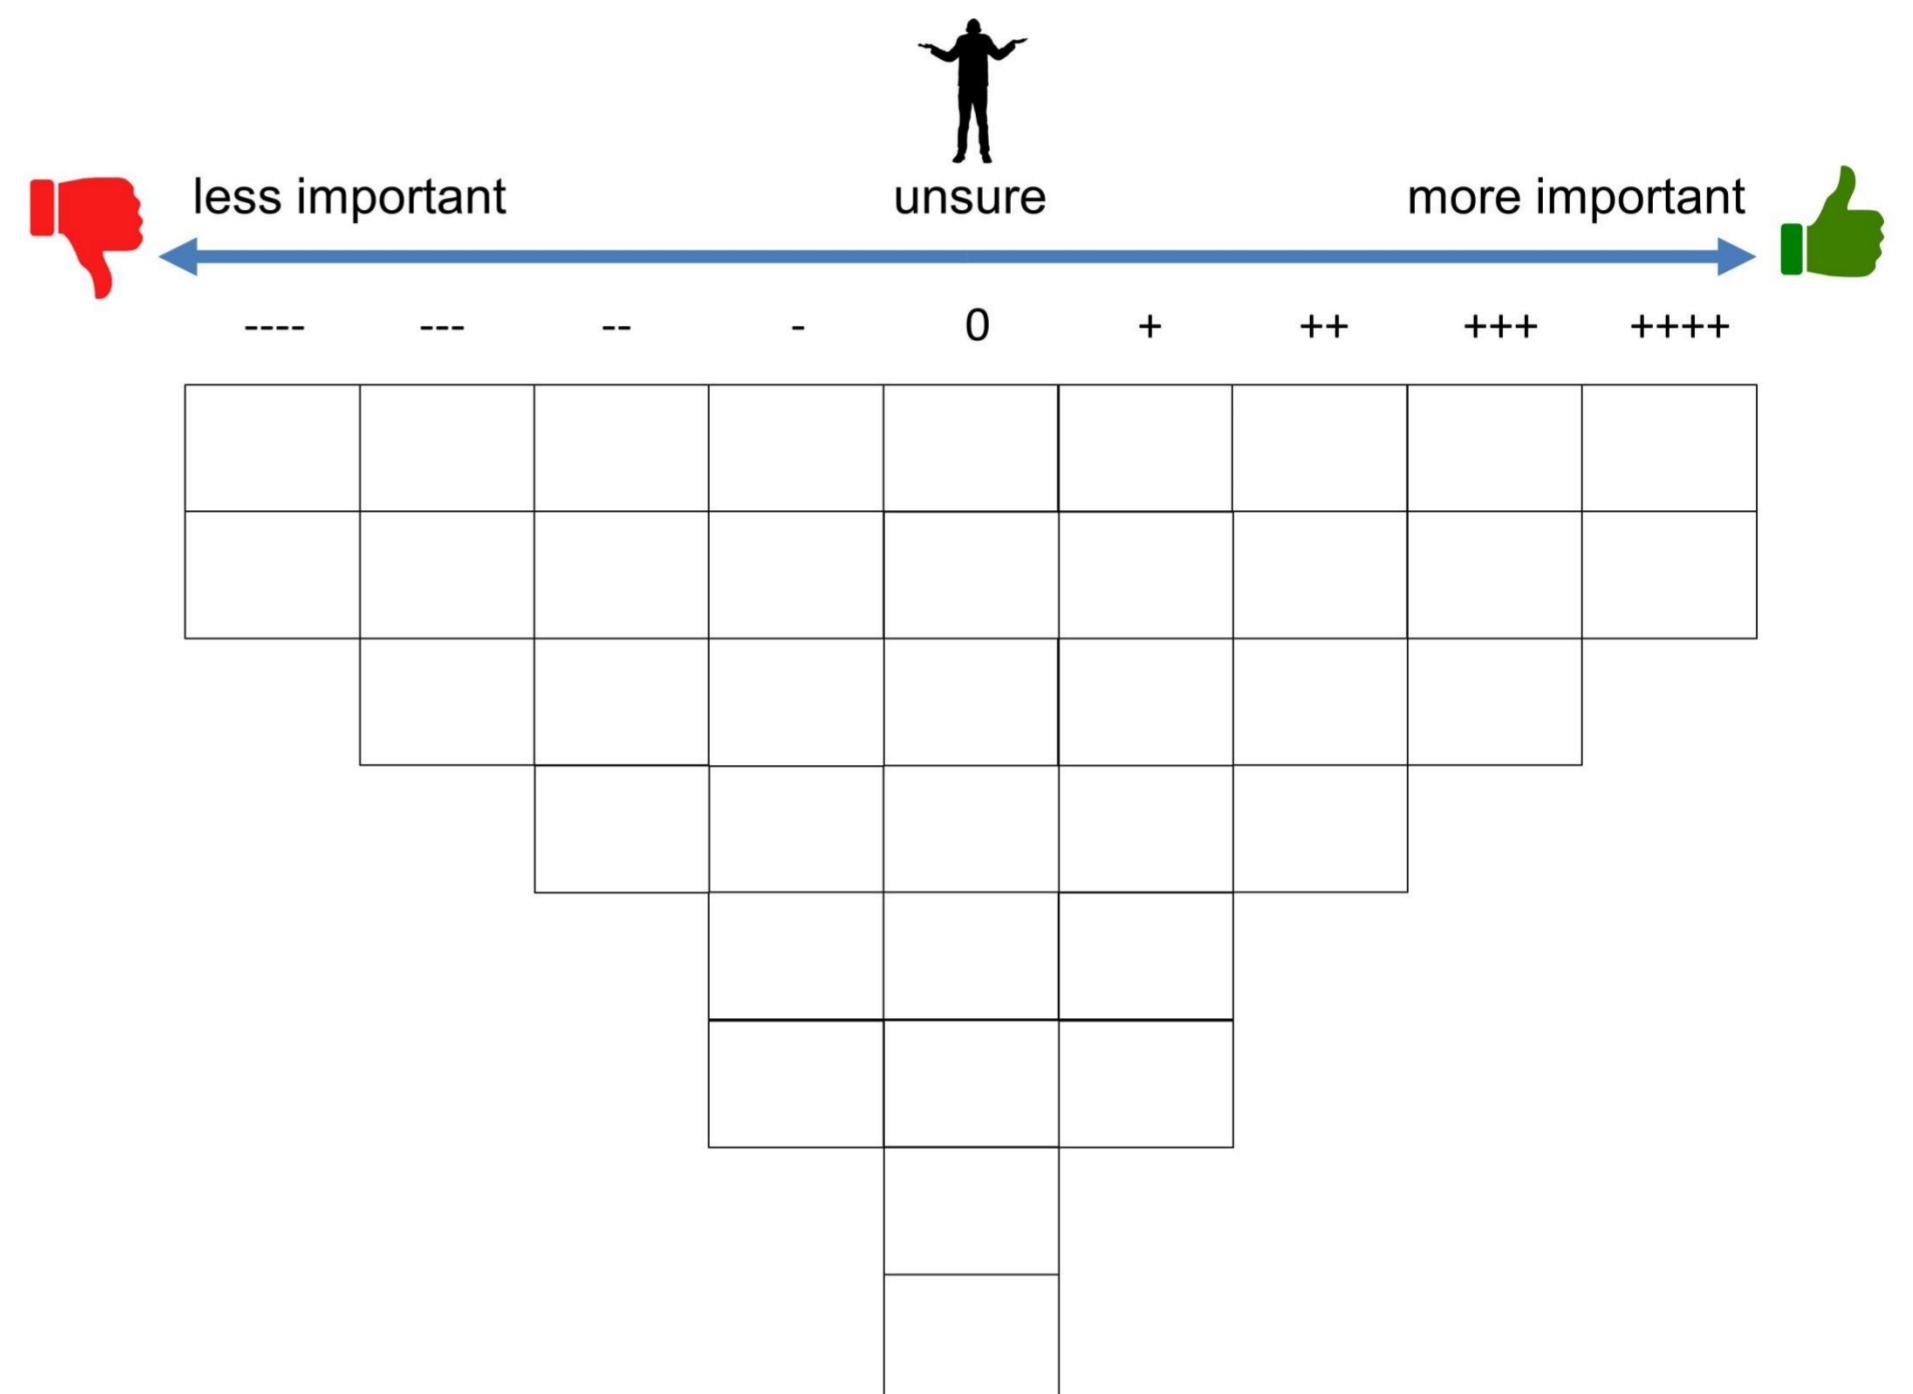 less important unsure more important
---- --- -- - 0 + ++ +++ ++++